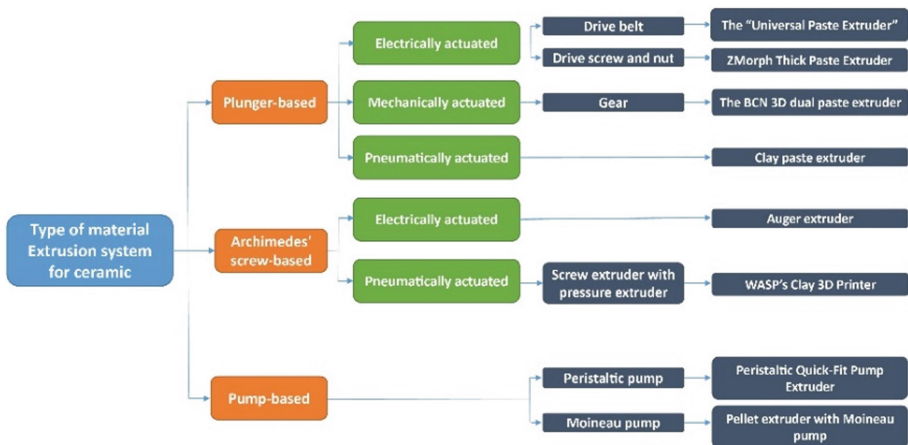 Drive belt
The "Universal Paste Extruder"
Electrically actuated
Drive screw and nut
ZMorph Thick Paste Extruder
Plunger-based
Mechanically actuated
Gear
The BCN 3D dual paste extruder
Pneumatically actuated
Clay paste extruder
Type of material
Extrusion system
for ceramic
Electrically actuated
Auger extruder
Archimedes'
screw-based
Pneumatically actuated
Screw extruder with
pressure extruder
WASP's Clay 3D Printer
Pump-based
Peristaltic pump
Peristaltic Quick-Fit Pump
Extruder
Moineau pump
Pellet extruder with Moineau
pump